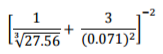 [1/∛27.56 + 3/(0.071)²]⁻²